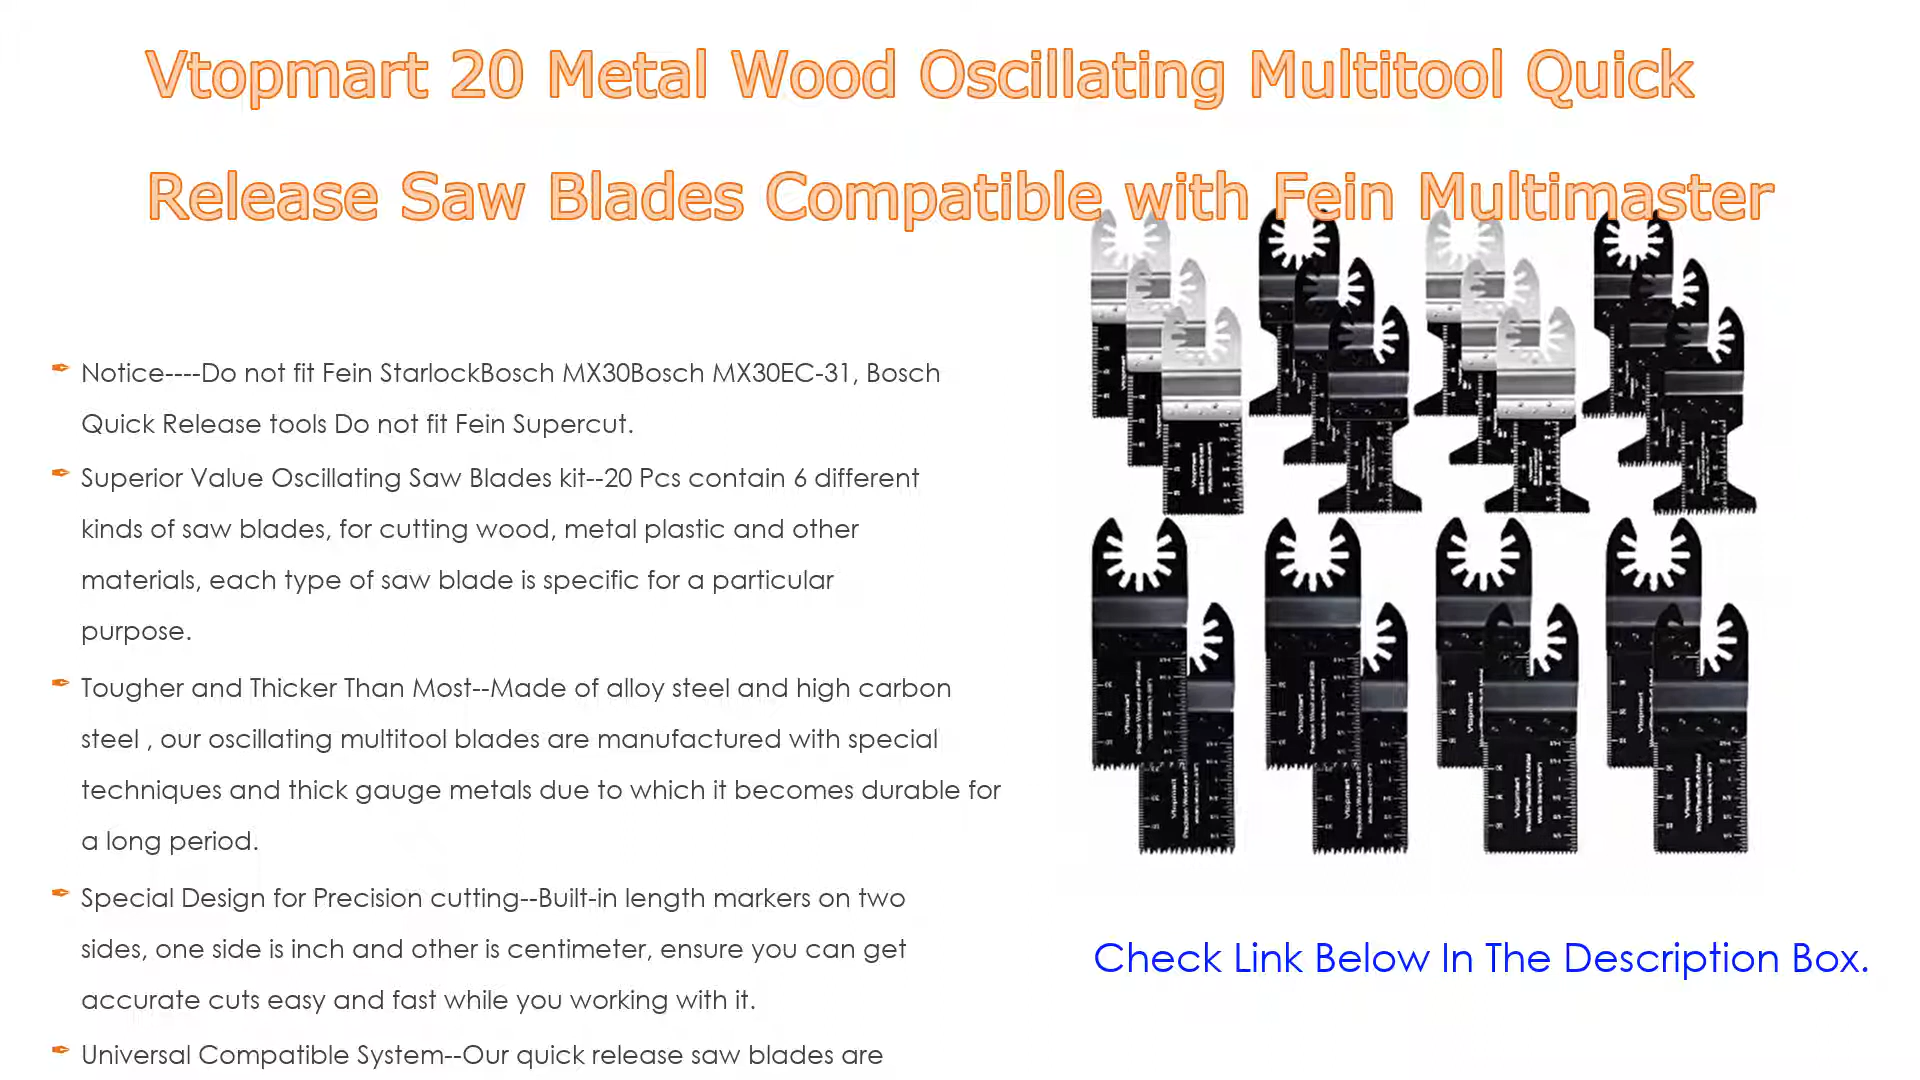 Vtopmart 20 Metal Wood Oscillating Multitool Quick
Release Saw Blades Compatible with Fein Multimaster
Notice----Do not fit Fein StarlockBosch MX30Bosch MX30EC-31, Bosch
Quick Release tools Do not fit Fein Supercut.
Superior Value Oscillating Saw Blades kit--20 Pcs contain 6 different
kinds of saw blades, for cutting wood, metal plastic and other
materials, each type of saw blade is specific for a particular
purpose.
Tougher and Thicker Than Most--Made of alloy steel and high carbon
steel , our oscillating multitool blades are manufactured with special
techniques and thick gauge metals due to which it becomes durable for
a long period.
Special Design for Precision cutting--Built-in length markers on two
sides, one side is inch and other is centimeter, ensure you can get
accurate cuts easy and fast while you working with it.
Universal Compatible System--Our quick release saw blades are
Check Link Below In The Description Box.